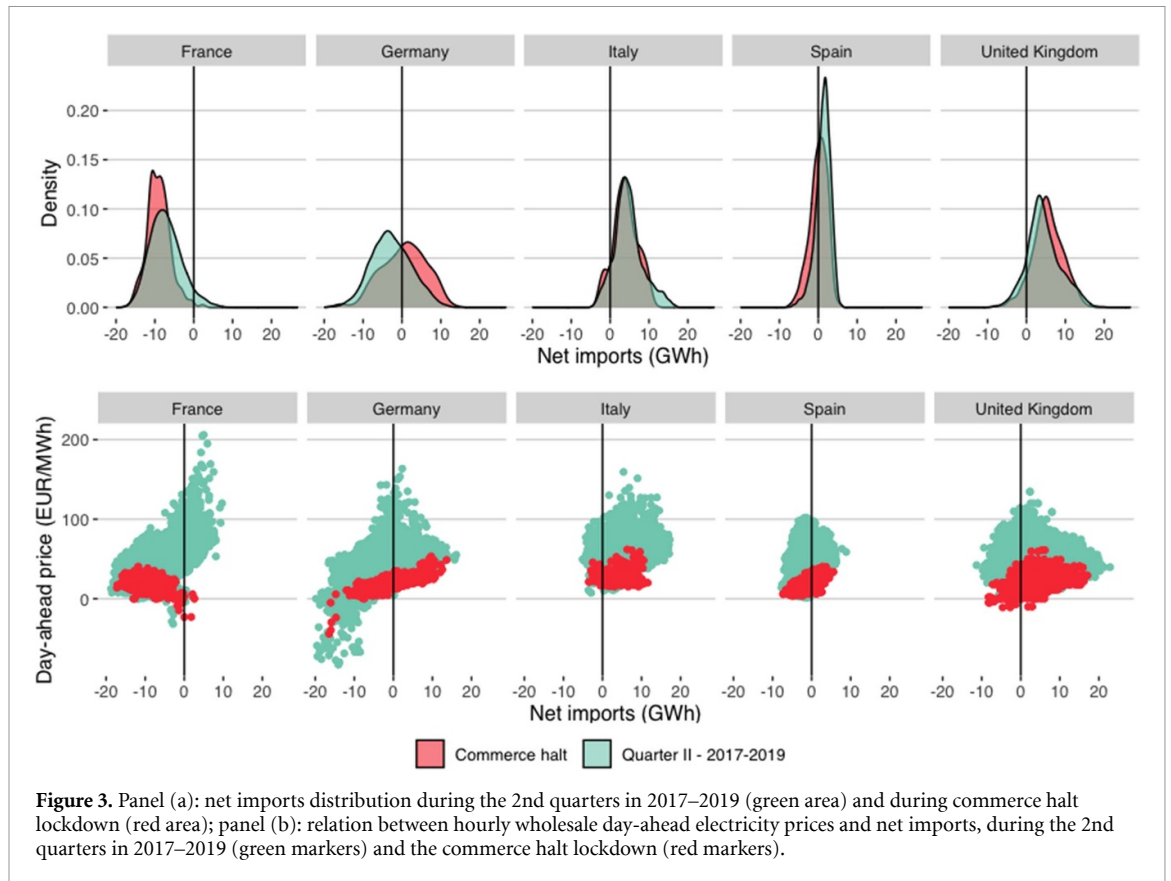 France Germany Italy Spain United Kingdom
Density
0.20
0.15
0.10
0.05
0.00
-20 -10 0 10 20 -20 -10 0 10 20 -20 -10 0 10 20 -20 -10 0 10 20 -20 -10 0 10 20
Net imports (GWh)
France Germany Italy Spain United Kingdom
Day-ahead price (EUR/MWh)
200
100
0
-20 -10 0 10 20 -20 -10 0 10 20 -20 -10 0 10 20 -20 -10 0 10 20 -20 -10 0 10 20
Net imports (GWh)
Commerce halt Quarter II - 2017-2019
Figure 3. Panel (a): net imports distribution during the 2nd quarters in 2017–2019 (green area) and during commerce halt
lockdown (red area); panel (b): relation between hourly wholesale day-ahead electricity prices and net imports, during the 2nd
quarters in 2017–2019 (green markers) and the commerce halt lockdown (red markers).